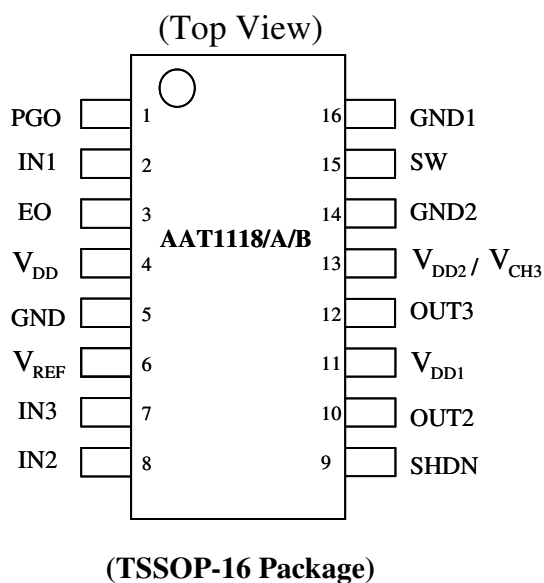 (Top View)
PGO 1 16 GND1
IN1 2 15 SW
EO 3 14 GND2
AAT1118/A/B
VDD 4 13 VDD2 / VCH3
GND 5 12 OUT3
VREF 6 11 VDD1
IN3 7 10 OUT2
IN2 8 9 SHDN
(TSSOP-16 Package)